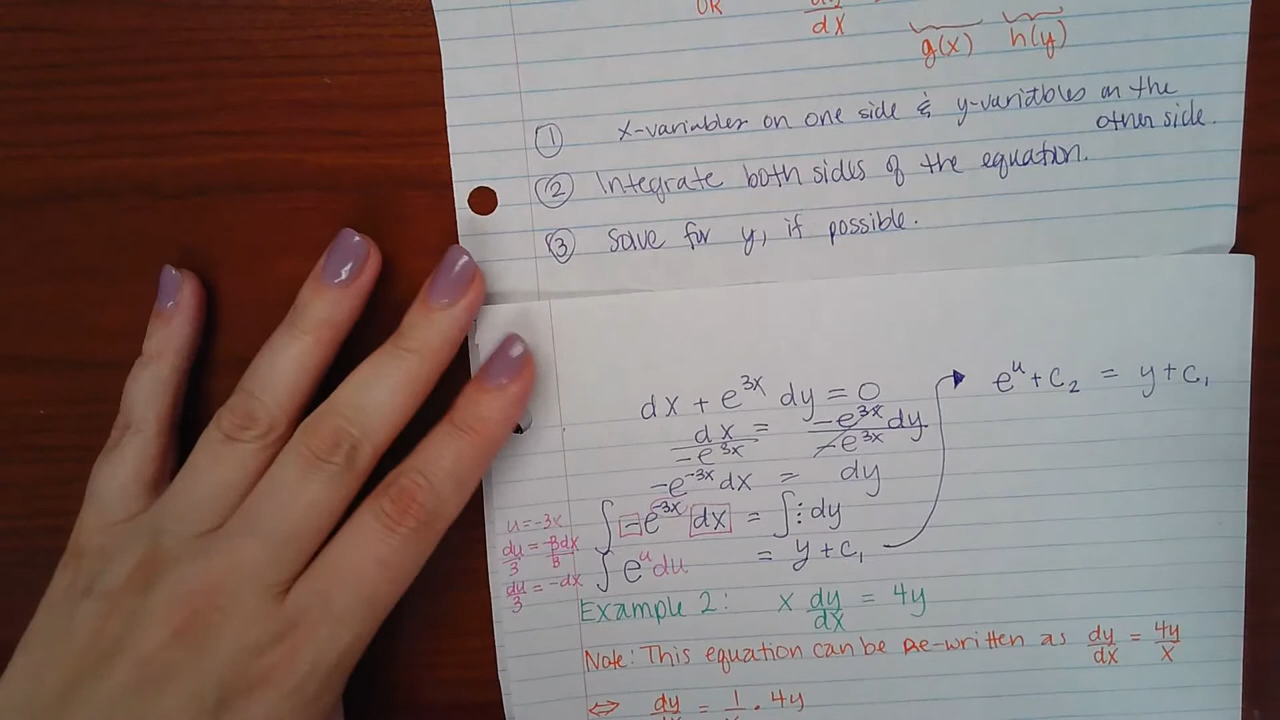 OR dy/dx
g(x) h(y)
① x-variables on one side & y-variables on the
other side.
② Integrate both sides of the equation.
③ Solve for y, if possible.
dx + e^{3x} dy = 0
dx/-e^{3x} = -e^{3x}dy/-e^{3x}
-e^{-3x}dx = dy
∫ -e^{-3x} dx = ∫ dy
∫ e^u du = y + c₁
e^u + c₂ = y + c₁
u = -3x
du/3 = -3dx/3
du/3 = -dx
Example 2: x dy/dx = 4y
Note: This equation can be re-written as dy/dx = 4y/x
⇔ dy/dx = 1/x · 4y